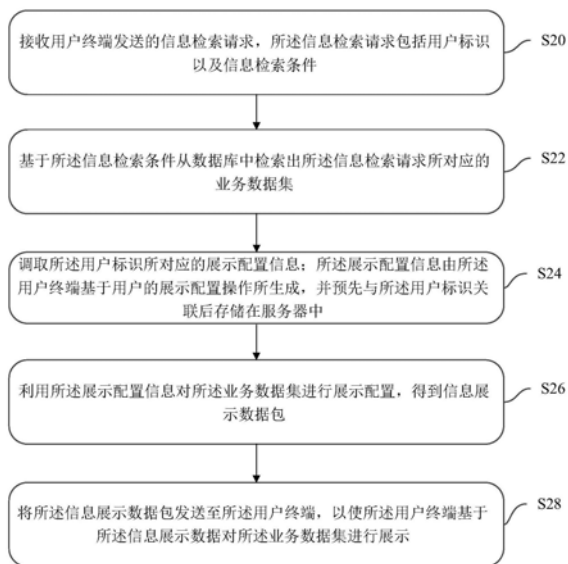 接收用户终端发送的信息检索请求，所述信息检索请求包括用户标识
以及信息检索条件
S20
基于所述信息检索条件从数据库中检索出所述信息检索请求所对应的
业务数据集
S22
调取所述用户标识所对应的展示配置信息；所述展示配置信息由所述
用户终端基于用户的展示配置操作所生成，并预先与所述用户标识关
联后存储在服务器中
S24
利用所述展示配置信息对所述业务数据集进行展示配置，得到信息展
示数据包
S26
将所述信息展示数据包发送至所述用户终端，以使所述用户终端基于
所述信息展示数据对所述业务数据集进行展示
S28